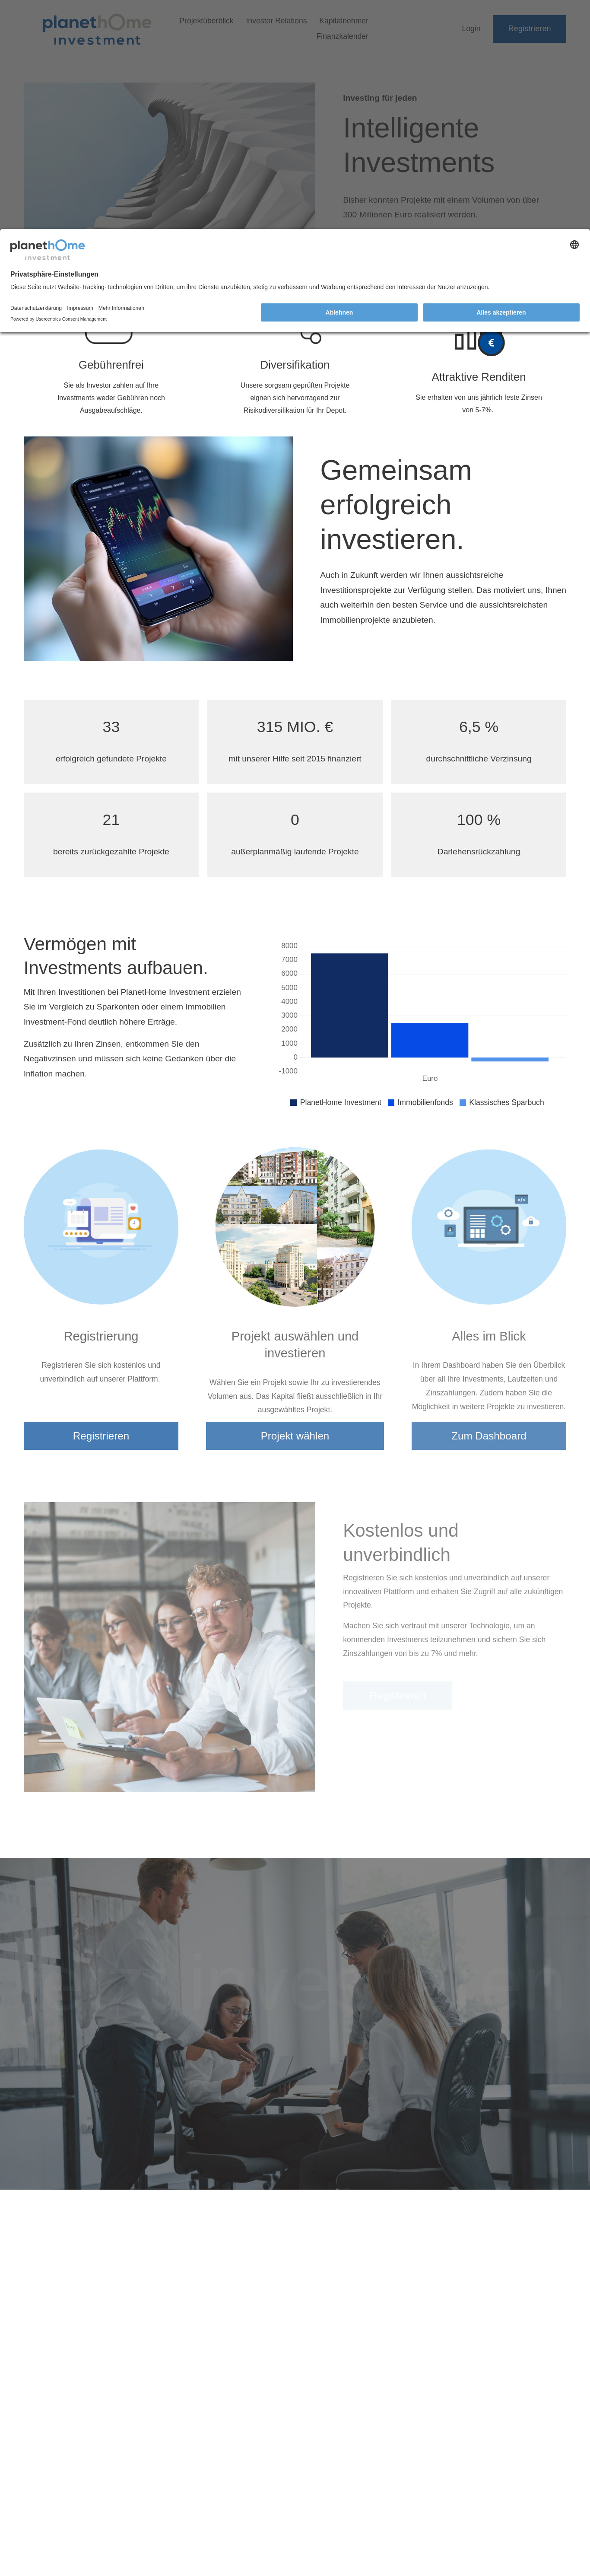 planethome
investment
Projektüberblick Investor Relations Kapitalnehmer
Finanzkalender
Login
Registrieren
Investing für jeden
Intelligente
Investments
Bisher konnten Projekte mit einem Volumen von über
300 Millionen Euro realisiert werden.
planethome
investment
Privatsphäre-Einstellungen
Diese Seite nutzt Website-Tracking-Technologien von Dritten, um ihre Dienste anzubieten, stetig zu verbessern und Werbung entsprechend den Interessen der Nutzer anzuzeigen.
Datenschutzerklärung Impressum Mehr Informationen
Powered by Usercentrics Consent Management
Ablehnen
Alles akzeptieren
€
Gebührenfrei
Sie als Investor zahlen auf Ihre
Investments weder Gebühren noch
Ausgabeaufschläge.
Diversifikation
Unsere sorgsam geprüften Projekte
eignen sich hervorragend zur
Risikodiversifikation für Ihr Depot.
Attraktive Renditen
Sie erhalten von uns jährlich feste Zinsen
von 5-7%.
Gemeinsam
erfolgreich
investieren.
Auch in Zukunft werden wir Ihnen aussichtsreiche
Investitionsprojekte zur Verfügung stellen. Das motiviert uns, Ihnen
auch weiterhin den besten Service und die aussichtsreichsten
Immobilienprojekte anzubieten.
33
erfolgreich gefundete Projekte
315 MIO. €
mit unserer Hilfe seit 2015 finanziert
6,5 %
durchschnittliche Verzinsung
21
bereits zurückgezahlte Projekte
0
außerplanmäßig laufende Projekte
100 %
Darlehensrückzahlung
Vermögen mit
Investments aufbauen.
Mit Ihren Investitionen bei PlanetHome Investment erzielen
Sie im Vergleich zu Sparkonten oder einem Immobilien
Investment-Fond deutlich höhere Erträge.
Zusätzlich zu Ihren Zinsen, entkommen Sie den
Negativzinsen und müssen sich keine Gedanken über die
Inflation machen.
8000
7000
6000
5000
4000
3000
2000
1000
0
-1000
Euro
PlanetHome Investment Immobilienfonds Klassisches Sparbuch
</>
Registrierung
Registrieren Sie sich kostenlos und
unverbindlich auf unserer Plattform.
Registrieren
Projekt auswählen und
investieren
Wählen Sie ein Projekt sowie Ihr zu investierendes
Volumen aus. Das Kapital fließt ausschließlich in Ihr
ausgewähltes Projekt.
Projekt wählen
Alles im Blick
In Ihrem Dashboard haben Sie den Überblick
über all Ihre Investments, Laufzeiten und
Zinszahlungen. Zudem haben Sie die
Möglichkeit in weitere Projekte zu investieren.
Zum Dashboard
Kostenlos und
unverbindlich
Registrieren Sie sich kostenlos und unverbindlich auf unserer
innovativen Plattform und erhalten Sie Zugriff auf alle zukünftigen
Projekte.
Machen Sie sich vertraut mit unserer Technologie, um an
kommenden Investments teilzunehmen und sichern Sie sich
Zinszahlungen von bis zu 7% und mehr.
Registrieren